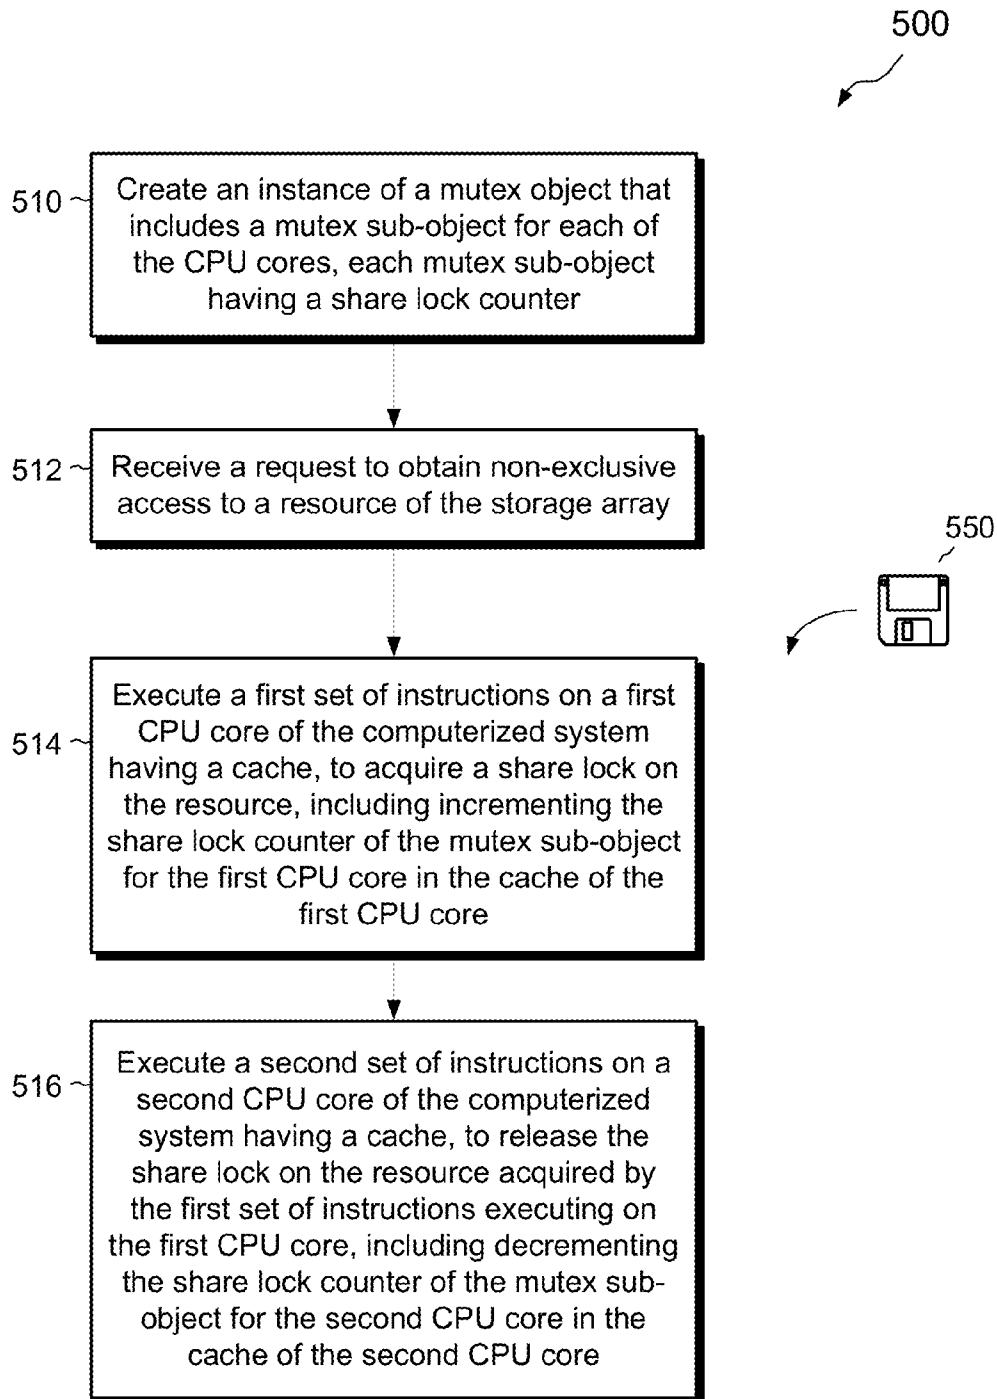 500
510
Create an instance of a mutex object that
includes a mutex sub-object for each of
the CPU cores, each mutex sub-object
having a share lock counter
512
Receive a request to obtain non-exclusive
access to a resource of the storage array
550
514
Execute a first set of instructions on a first
CPU core of the computerized system
having a cache, to acquire a share lock on
the resource, including incrementing the
share lock counter of the mutex sub-object
for the first CPU core in the cache of the
first CPU core
516
Execute a second set of instructions on a
second CPU core of the computerized
system having a cache, to release the
share lock on the resource acquired by
the first set of instructions executing on
the first CPU core, including decrementing
the share lock counter of the mutex sub-
object for the second CPU core in the
cache of the second CPU core